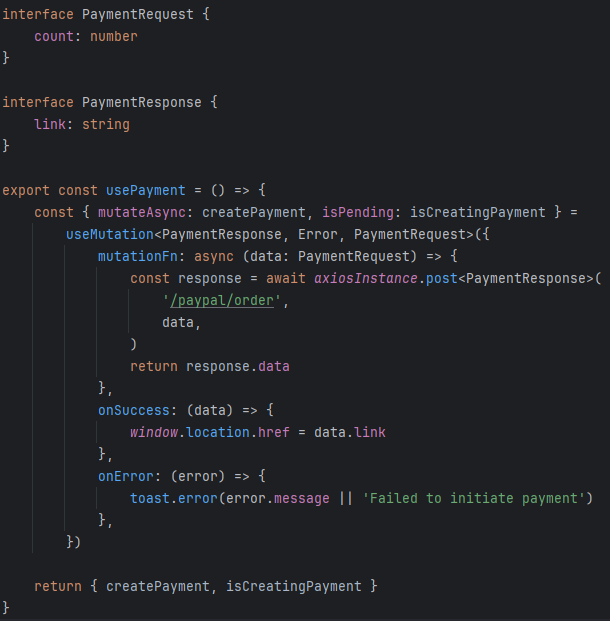 interface PaymentRequest {
    count: number
}

interface PaymentResponse {
    link: string
}

export const usePayment = () => {
    const { mutateAsync: createPayment, isPending: isCreatingPayment } =
        useMutation<PaymentResponse, Error, PaymentRequest>({
            mutationFn: async (data: PaymentRequest) => {
                const response = await axiosInstance.post<PaymentResponse>(
                    '/paypal/order',
                    data,
                )
                return response.data
            },
            onSuccess: (data) => {
                window.location.href = data.link
            },
            onError: (error) => {
                toast.error(error.message || 'Failed to initiate payment')
            },
        })

    return { createPayment, isCreatingPayment }
}